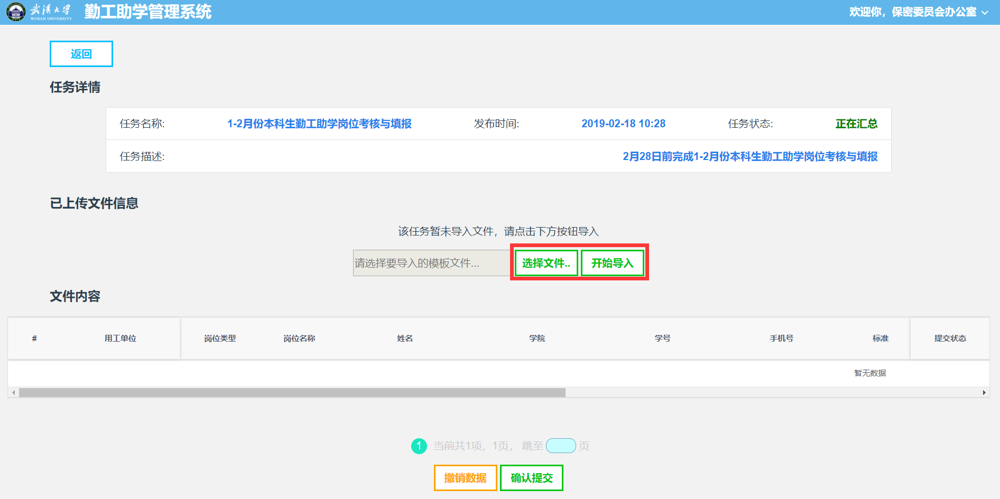 武汉大学 勤工助学管理系统 欢迎你，保密委员会办公室
WUHAN UNIVERSITY
返回
任务详情
任务名称: 1-2月份本科生勤工助学岗位考核与填报 发布时间: 2019-02-18 10:28 任务状态: 正在汇总
任务描述: 2月28日前完成1-2月份本科生勤工助学岗位考核与填报
已上传文件信息
该任务暂未导入文件，请点击下方按钮导入
请选择要导入的模板文件... 选择文件.. 开始导入
文件内容
# 用工单位 岗位类型 岗位名称 姓名 学院 学号 手机号 标准 提交状态
暂无数据
1 当前共1项，1页， 跳至 页
撤销数据 确认提交